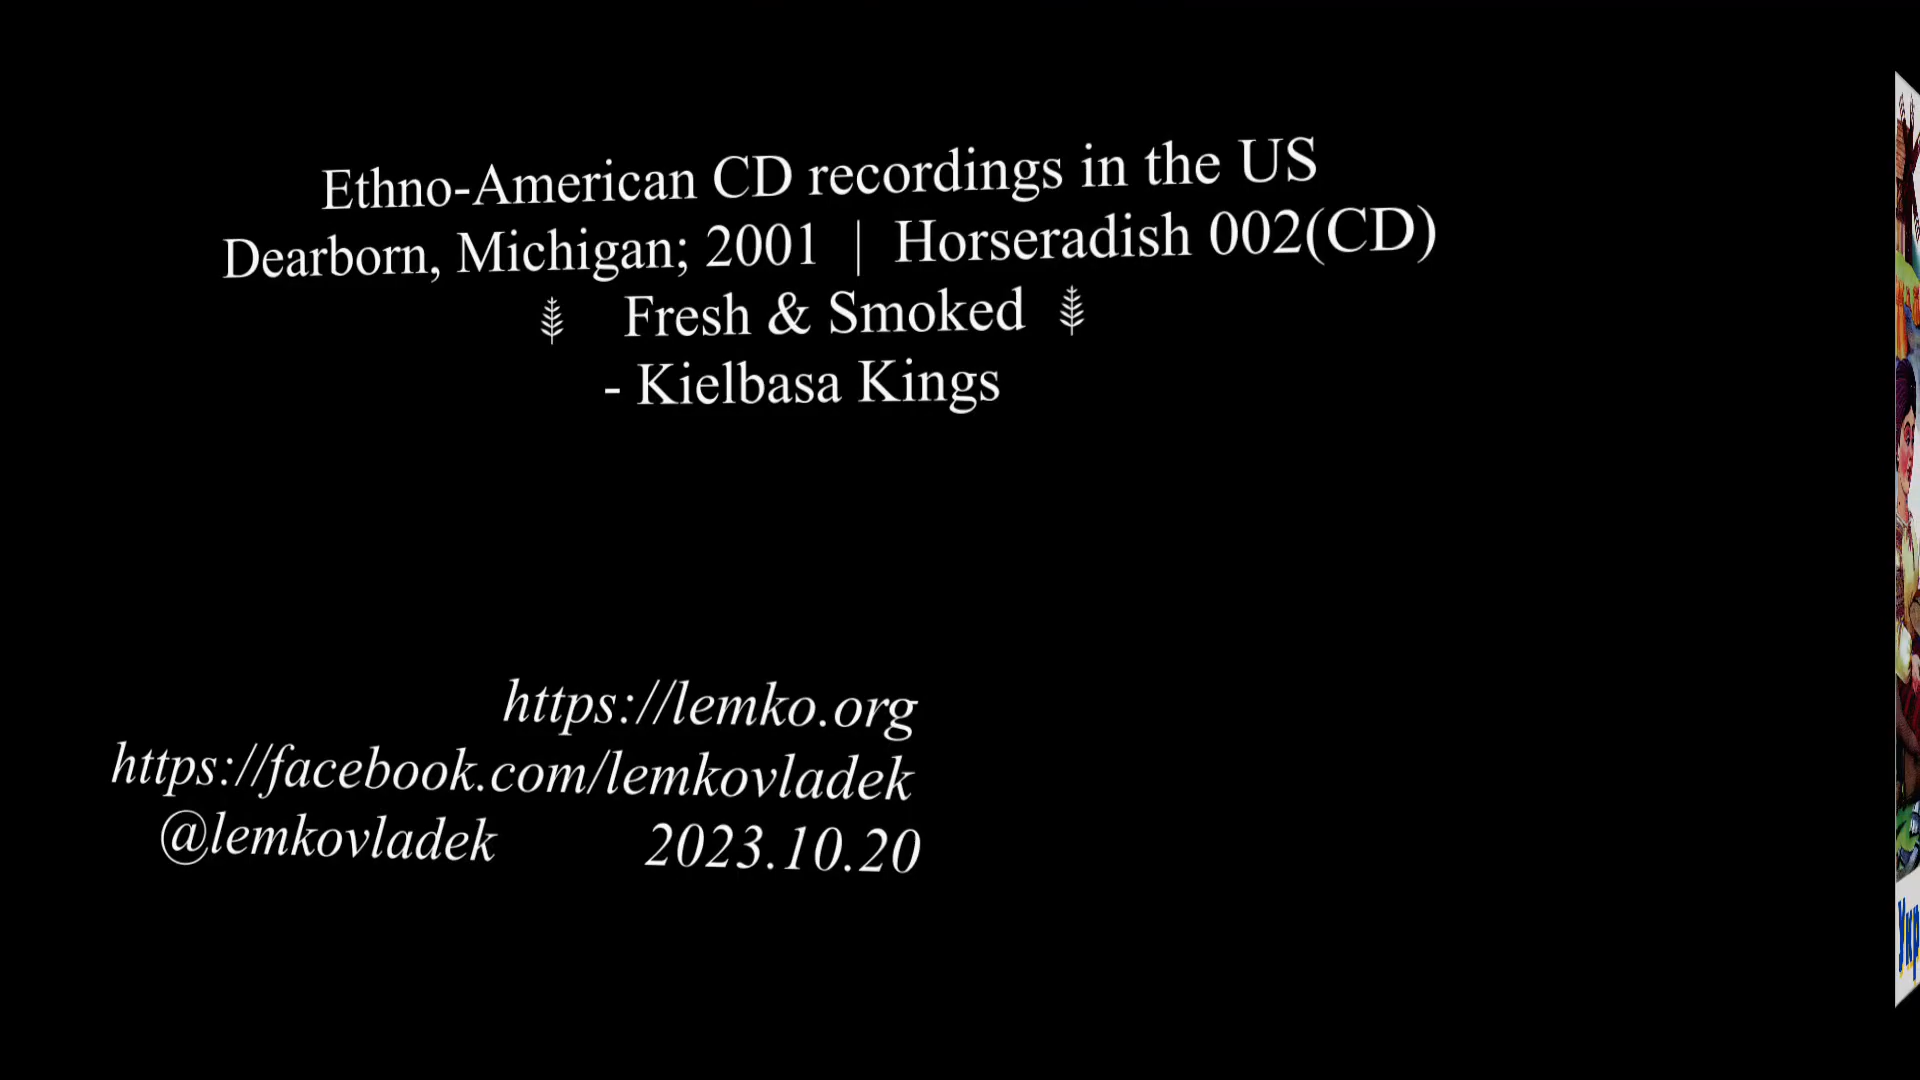 Ethno-American CD recordings in the US
Dearborn, Michigan; 2001 | Horseradish 002(CD)
Fresh & Smoked
- Kielbasa Kings
https://lemko.org
https://facebook.com/lemkovladek
@lemkovladek 2023.10.20